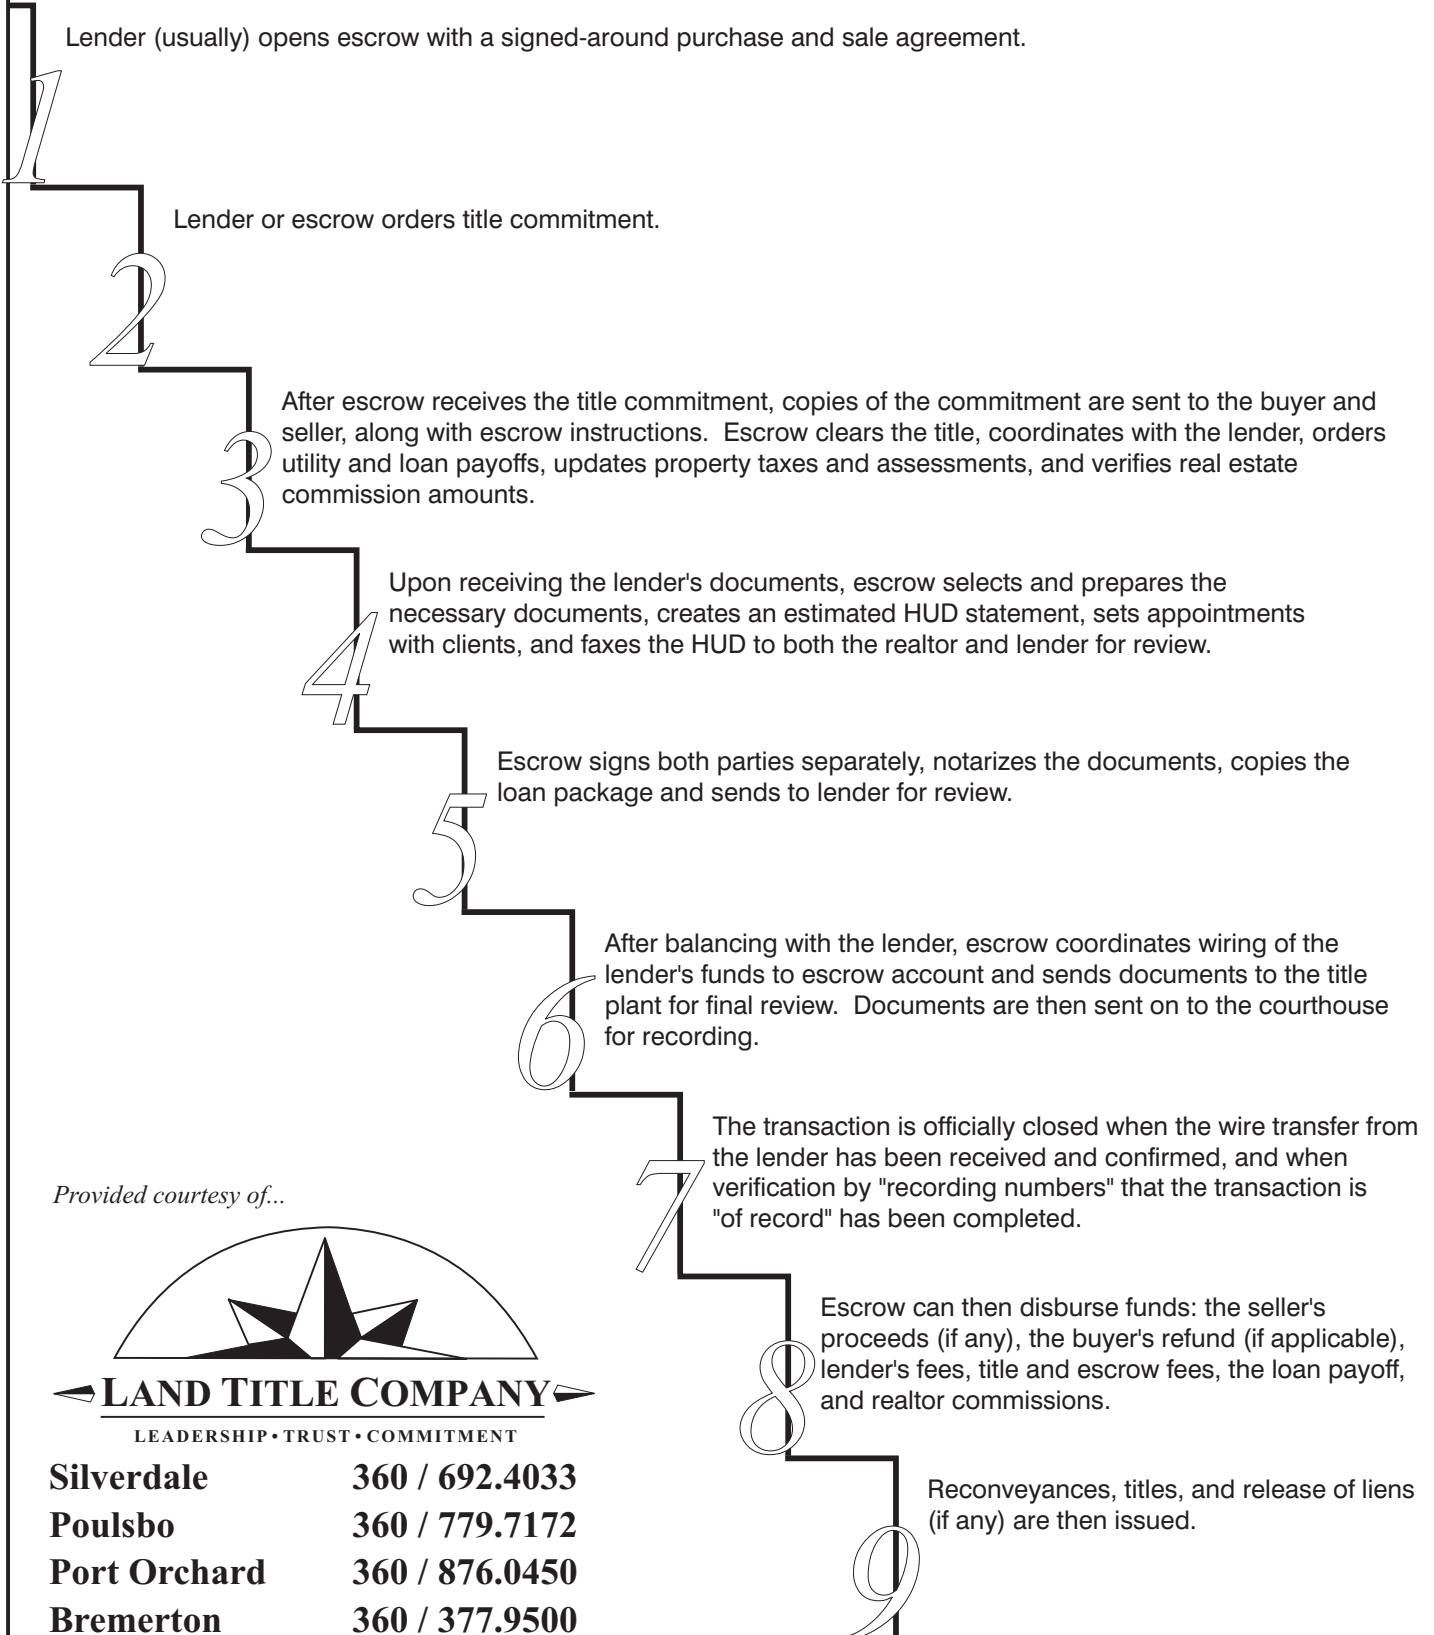 Lender (usually) opens escrow with a signed-around purchase and sale agreement.
1
Lender or escrow orders title commitment.
2
After escrow receives the title commitment, copies of the commitment are sent to the buyer and
seller, along with escrow instructions.  Escrow clears the title, coordinates with the lender, orders
utility and loan payoffs, updates property taxes and assessments, and verifies real estate
commission amounts.
3
Upon receiving the lender's documents, escrow selects and prepares the
necessary documents, creates an estimated HUD statement, sets appointments
with clients, and faxes the HUD to both the realtor and lender for review.
4
Escrow signs both parties separately, notarizes the documents, copies the
loan package and sends to lender for review.
5
After balancing with the lender, escrow coordinates wiring of the
lender's funds to escrow account and sends documents to the title
plant for final review.  Documents are then sent on to the courthouse
for recording.
6
The transaction is officially closed when the wire transfer from
the lender has been received and confirmed, and when
verification by "recording numbers" that the transaction is
"of record" has been completed.
7
Escrow can then disburse funds: the seller's
proceeds (if any), the buyer's refund (if applicable),
lender's fees, title and escrow fees, the loan payoff,
and realtor commissions.
8
Reconveyances, titles, and release of liens
(if any) are then issued.
9
Provided courtesy of...
LAND TITLE COMPANY
LEADERSHIP • TRUST • COMMITMENT
Silverdale 360 / 692.4033
Poulsbo 360 / 779.7172
Port Orchard 360 / 876.0450
Bremerton 360 / 377.9500